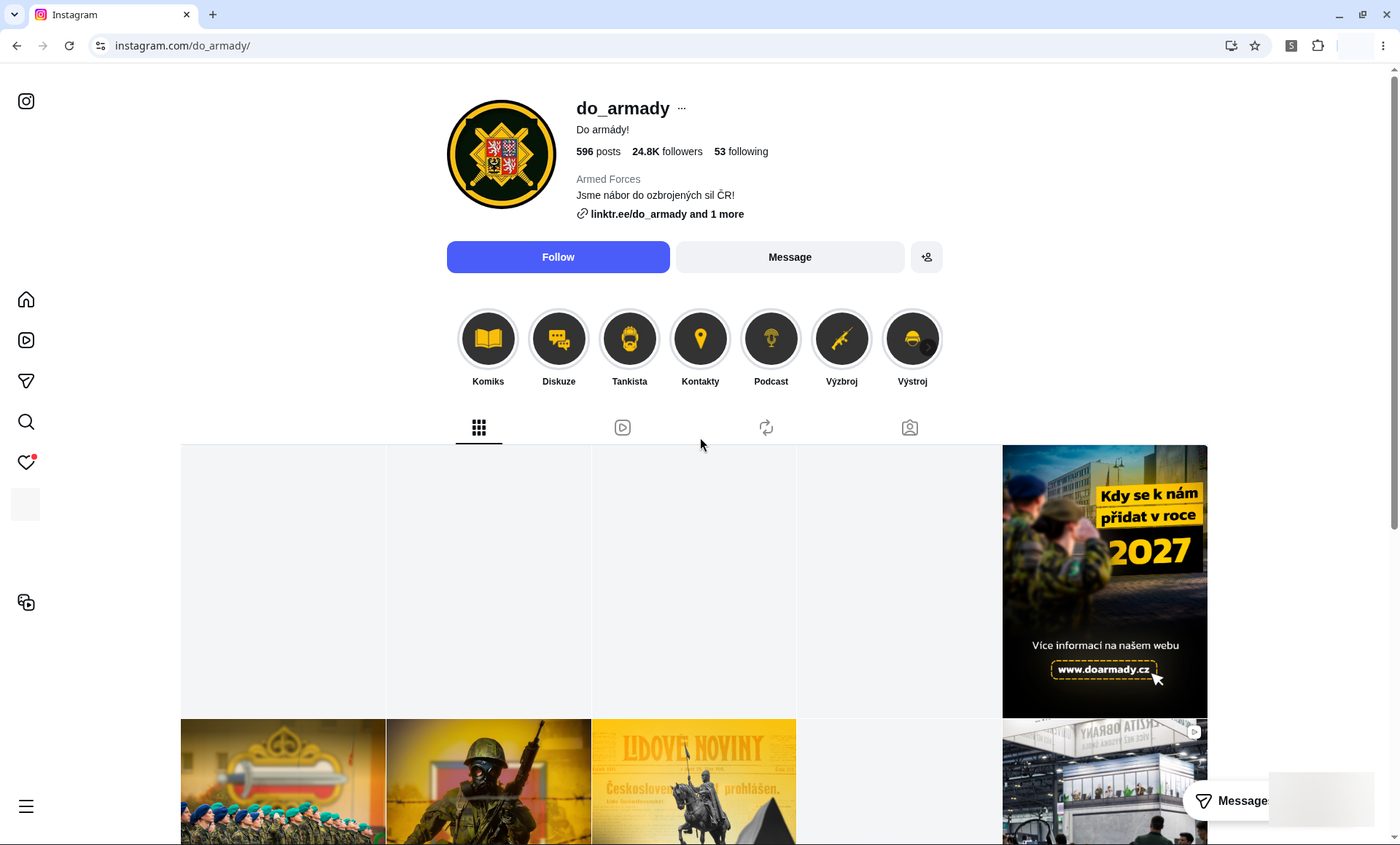 Instagram
instagram.com/do_armady/
S
do_armady ...
Do armády!
596 posts 24.8K followers 53 following
Armed Forces
Jsme nábor do ozbrojených sil ČR!
linktr.ee/do_armady and 1 more
Follow
Message
Komiks
Diskuze
Tankista
Kontakty
Podcast
Výzbroj
Výstroj
Kdy se k nám
přidat v roce
2027
Více informací na našem webu
www.doarmady.cz
LIDOVÉ NOVINY
prohlášen.
OBRANY
Messages